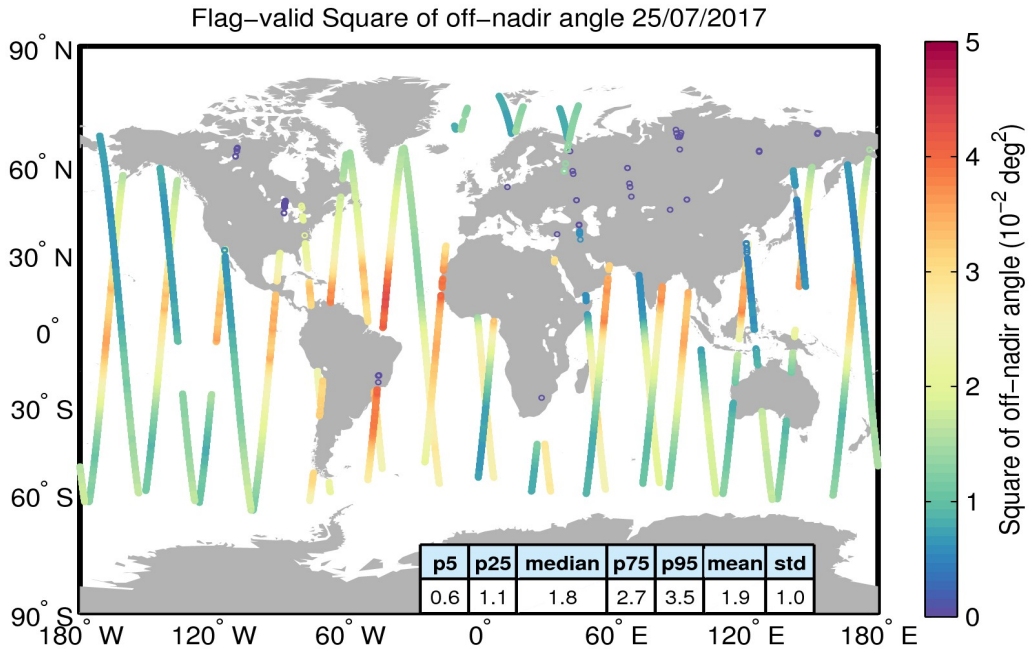 Flag−valid Square of off−nadir angle 25/07/2017
90° N
60° N
30° N
0°
30° S
60° S
90° S
180° W
120° W
60° W
0°
60° E
120° E
180° E
p5 p25 median p75 p95 mean std
0.6 1.1 1.8 2.7 3.5 1.9 1.0
5
4
3
2
1
0
Square of off−nadir angle (10⁻² deg²)